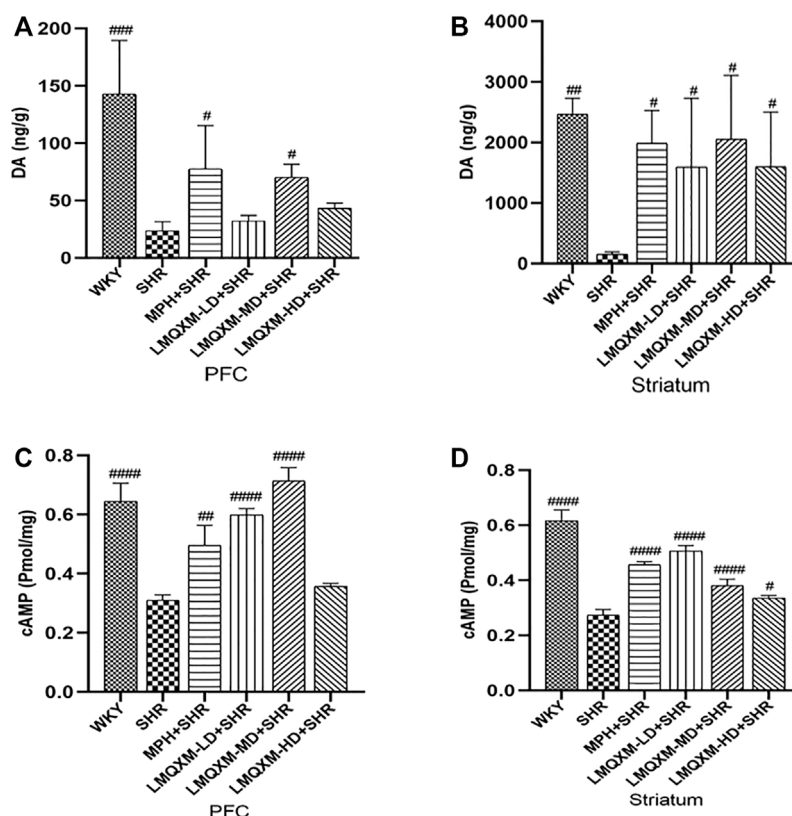 A
DA (ng/g)
200
150
100
50
0
###
#
#
WKY
SHR
MPH+SHR
LMQXM-LD+SHR
LMQXM-MD+SHR
LMQXM-HD+SHR
PFC
B
DA (ng/g)
4000
3000
2000
1000
0
##
#
#
#
#
WKY
SHR
MPH+SHR
LMQXM-LD+SHR
LMQXM-MD+SHR
LMQXM-HD+SHR
Striatum
C
cAMP (Pmol/mg)
0.8
0.6
0.4
0.2
0.0
####
##
####
####
WKY
SHR
MPH+SHR
LMQXM-LD+SHR
LMQXM-MD+SHR
LMQXM-HD+SHR
PFC
D
cAMP (Pmol/mg)
0.8
0.6
0.4
0.2
0.0
####
####
####
####
#
WKY
SHR
MPH+SHR
LMQXM-LD+SHR
LMQXM-MD+SHR
LMQXM-HD+SHR
Striatum